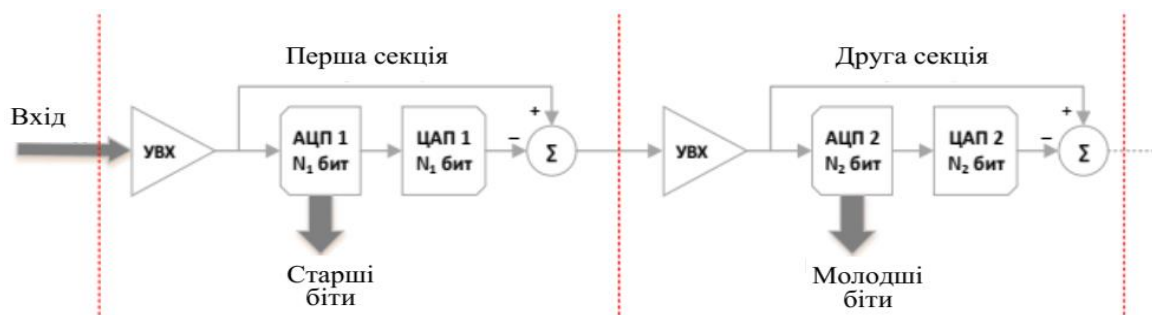 Перша секція
Друга секція
Вхід
УВХ
АЦП 1
N₁ бит
ЦАП 1
N₁ бит
+
−
Σ
УВХ
АЦП 2
N₂ бит
ЦАП 2
N₂ бит
+
−
Σ
Старші
біти
Молодші
біти